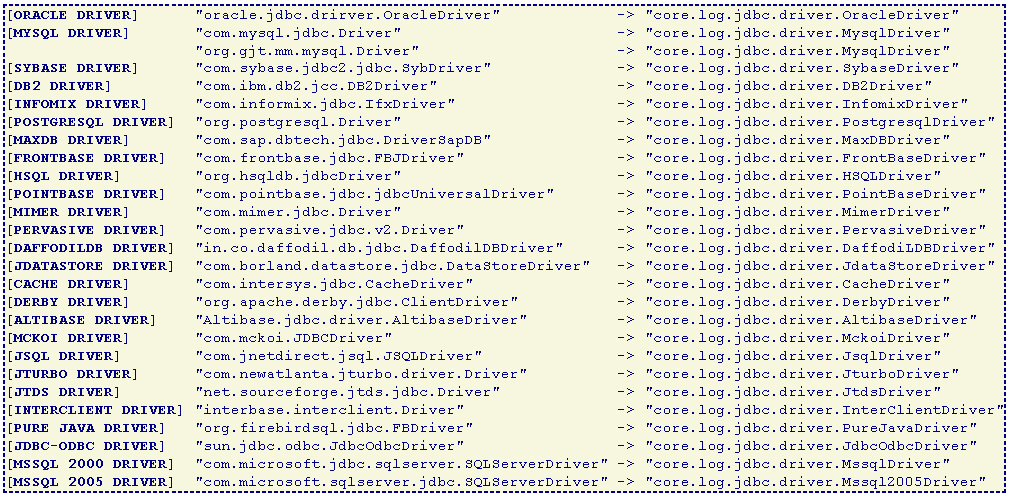 [ORACLE DRIVER] "oracle.jdbc.drirver.OracleDriver" -> "core.log.jdbc.driver.OracleDriver"
[MYSQL DRIVER] "com.mysql.jdbc.Driver" -> "core.log.jdbc.driver.MysqlDriver"
"org.gjt.mm.mysql.Driver" -> "core.log.jdbc.driver.MysqlDriver"
[SYBASE DRIVER] "com.sybase.jdbc2.jdbc.SybDriver" -> "core.log.jdbc.driver.SybaseDriver"
[DB2 DRIVER] "com.ibm.db2.jcc.DB2Driver" -> "core.log.jdbc.driver.DB2Driver"
[INFOMIX DRIVER] "com.informix.jdbc.IfxDriver" -> "core.log.jdbc.driver.InfomixDriver"
[POSTGRESQL DRIVER] "org.postgresql.Driver" -> "core.log.jdbc.driver.PostgresqlDriver"
[MAXDB DRIVER] "com.sap.dbtech.jdbc.DriverSapDB" -> "core.log.jdbc.driver.MaxDBDriver"
[FRONTBASE DRIVER] "com.frontbase.jdbc.FBJDriver" -> "core.log.jdbc.driver.FrontBaseDriver"
[HSQL DRIVER] "org.hsqldb.jdbcDriver" -> "core.log.jdbc.driver.HSQLDriver"
[POINTBASE DRIVER] "com.pointbase.jdbc.jdbcUniversalDriver" -> "core.log.jdbc.driver.PointBaseDriver"
[MIMER DRIVER] "com.mimer.jdbc.Driver" -> "core.log.jdbc.driver.MimerDriver"
[PERVASIVE DRIVER] "com.pervasive.jdbc.v2.Driver" -> "core.log.jdbc.driver.PervasiveDriver"
[DAFFODILDB DRIVER] "in.co.daffodil.db.jdbc.DaffodilDBDriver" -> "core.log.jdbc.driver.DaffodiLDBDriver"
[JDATASTORE DRIVER] "com.borland.datastore.jdbc.DataStoreDriver" -> "core.log.jdbc.driver.JdataStoreDriver"
[CACHE DRIVER] "com.intersys.jdbc.CacheDriver" -> "core.log.jdbc.driver.CacheDriver"
[DERBY DRIVER] "org.apache.derby.jdbc.ClientDriver" -> "core.log.jdbc.driver.DerbyDriver"
[ALTIBASE DRIVER] "Altibase.jdbc.driver.AltibaseDriver" -> "core.log.jdbc.driver.AltibaseDriver"
[MCKOI DRIVER] "com.mckoi.JDBCDriver" -> "core.log.jdbc.driver.MckoiDriver"
[JSQL DRIVER] "com.jnetdirect.jsql.JSQLDriver" -> "core.log.jdbc.driver.JsqlDriver"
[JTURBO DRIVER] "com.newatlanta.jturbo.driver.Driver" -> "core.log.jdbc.driver.JturboDriver"
[JTDS DRIVER] "net.sourceforge.jtds.jdbc.Driver" -> "core.log.jdbc.driver.JtdsDriver"
[INTERCLIENT DRIVER] "interbase.interclient.Driver" -> "core.log.jdbc.driver.InterClientDriver"
[PURE JAVA DRIVER] "org.firebirdsql.jdbc.FBDriver" -> "core.log.jdbc.driver.PureJavaDriver"
[JDBC-ODBC DRIVER] "sun.jdbc.odbc.JdbcOdbcDriver" -> "core.log.jdbc.driver.JdbcOdbcDriver"
[MSSQL 2000 DRIVER] "com.microsoft.jdbc.sqlserver.SQLServerDriver" -> "core.log.jdbc.driver.MssqlDriver"
[MSSQL 2005 DRIVER] "com.microsoft.sqlserver.jdbc.SQLServerDriver" -> "core.log.jdbc.driver.Mssql2005Driver"